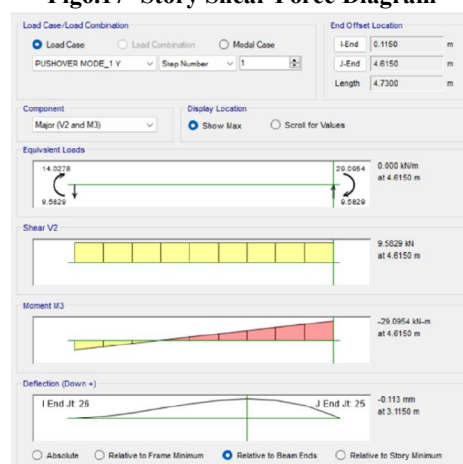 Fig6.17 Story Shear Force Diagram
Load Case/Load Combination
End Offset Location
Load Case
Load Combination
Modal Case
I-End
0.1150
m
PUSHOVER MODE_1 Y
Step Number
1
J-End
4.6150
m
Length
4.7300
m
Component
Display Location
Major (V2 and M3)
Show Max
Scroll for Values
Equivalent Loads
14.0278
29.0954
0.000 kN/m
at 4.6150 m
9.5829
9.5829
Shear V2
9.5829 kN
at 4.6150 m
Moment M3
-29.0954 kN-m
at 4.6150 m
Deflection (Down +)
I End Jt: 26
J End Jt: 25
-0.113 mm
at 3.1150 m
Absolute
Relative to Frame Minimum
Relative to Beam Ends
Relative to Story Minimum